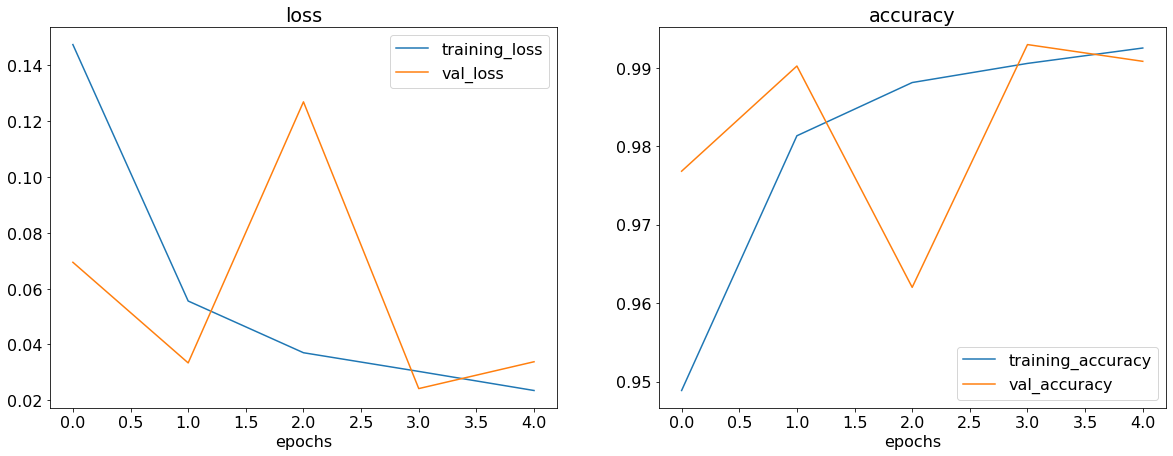 loss
training_loss
val_loss
0.14
0.12
0.10
0.08
0.06
0.04
0.02
0.0 0.5 1.0 1.5 2.0 2.5 3.0 3.5 4.0
epochs
accuracy
0.99
0.98
0.97
0.96
0.95
training_accuracy
val_accuracy
0.0 0.5 1.0 1.5 2.0 2.5 3.0 3.5 4.0
epochs